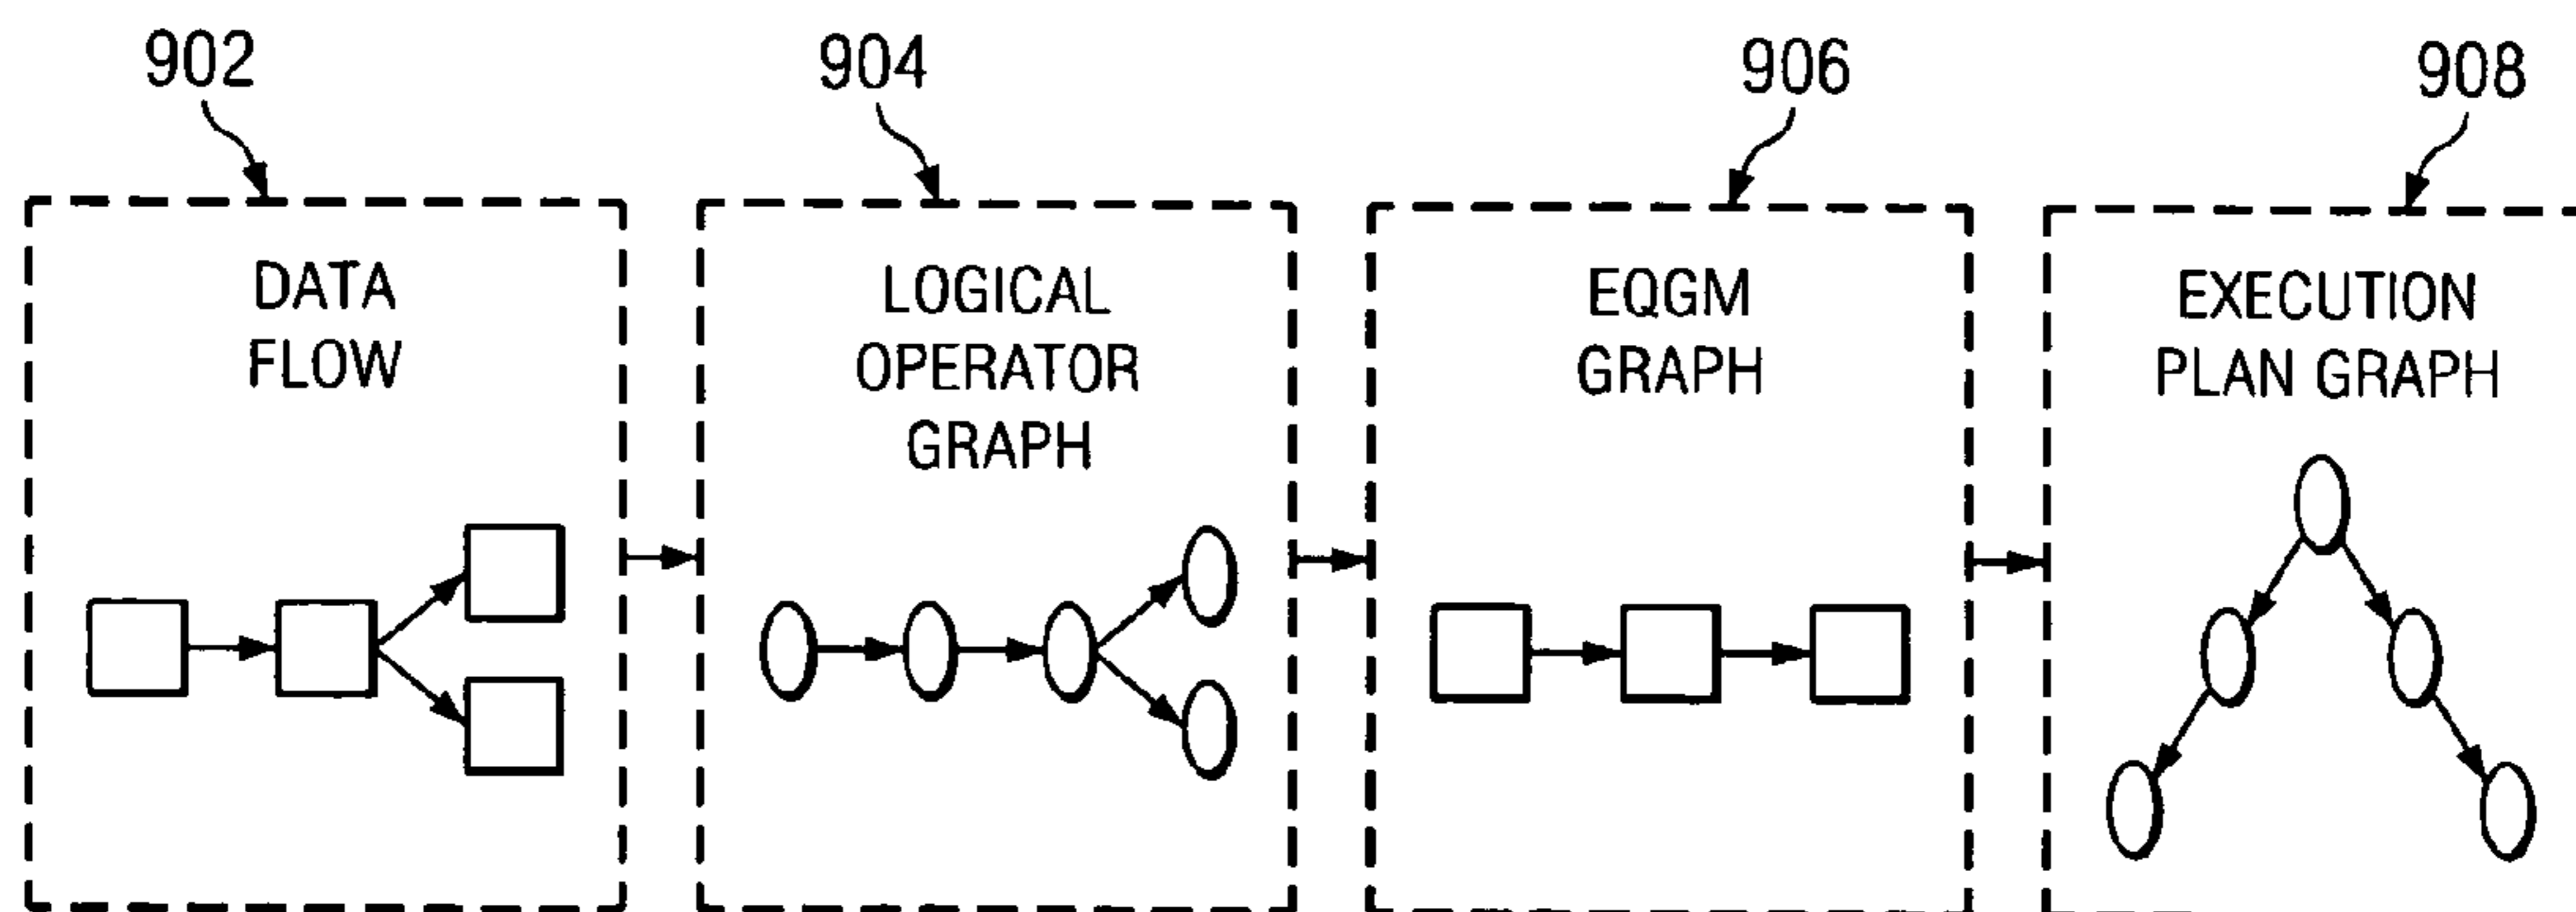 902
904
906
908
DATA
FLOW
LOGICAL
OPERATOR
GRAPH
EQGM
GRAPH
EXECUTION
PLAN GRAPH